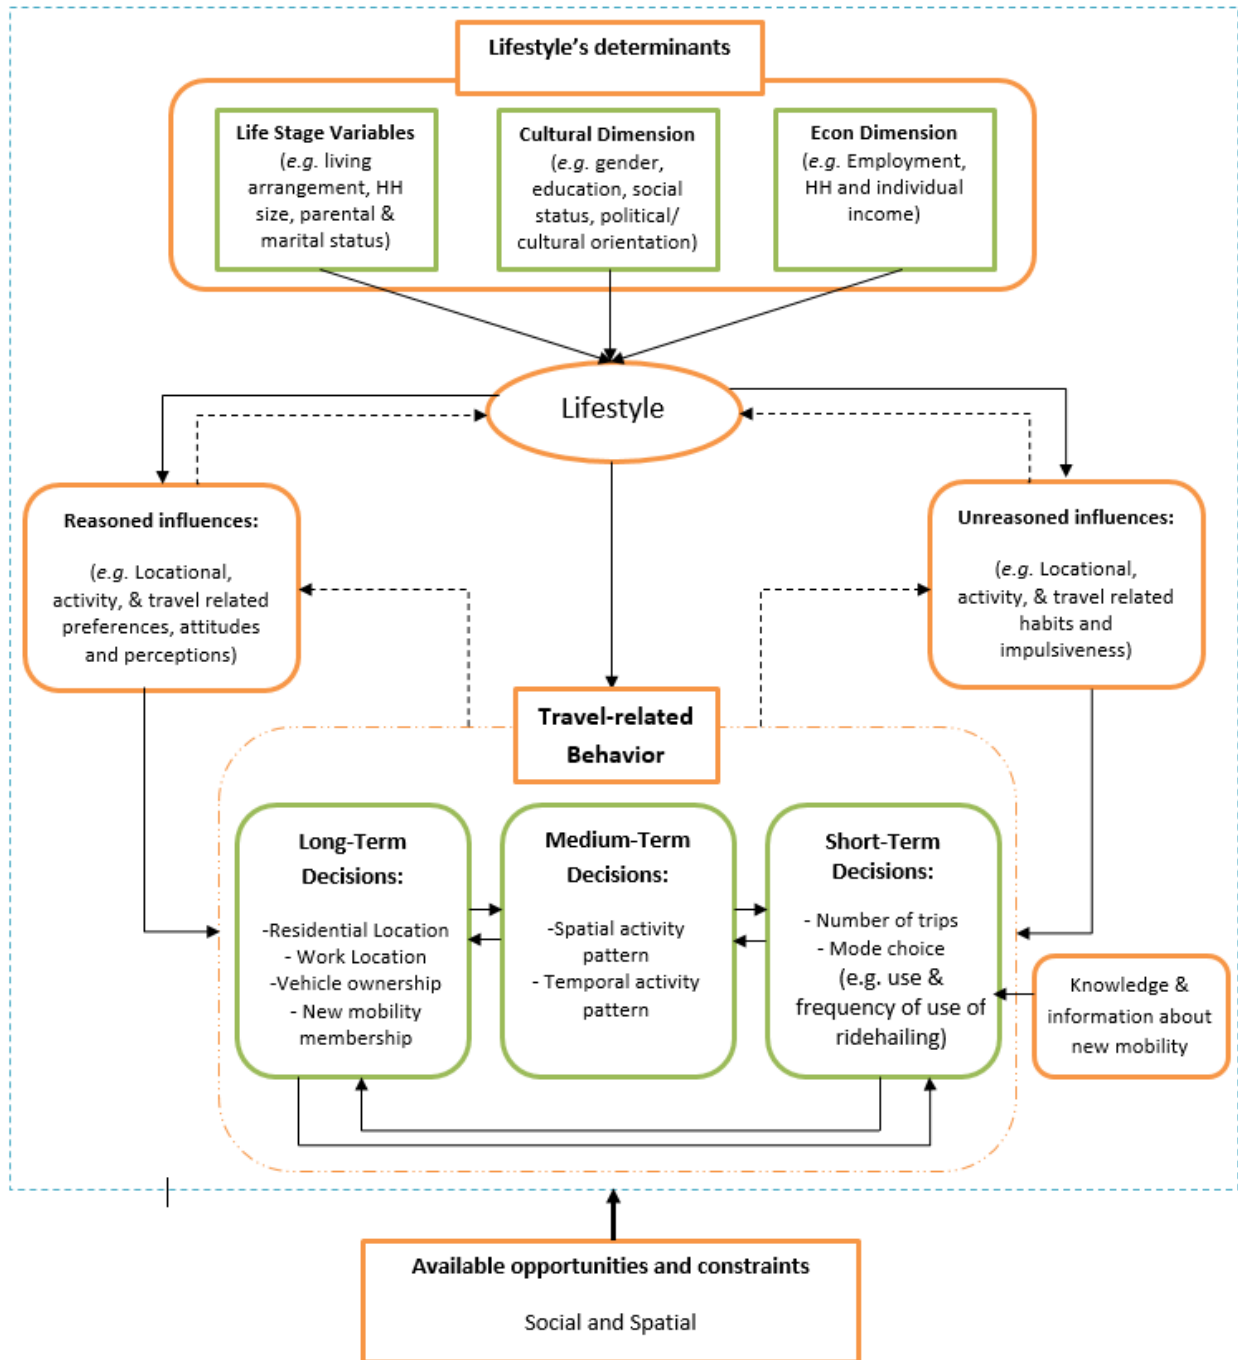 Lifestyle's determinants
Life Stage Variables
(e.g. living
arrangement, HH
size, parental &
marital status)
Cultural Dimension
(e.g. gender,
education, social
status, political/
cultural orientation)
Econ Dimension
(e.g. Employment,
HH and individual
income)
Lifestyle
Reasoned influences:
(e.g. Locational,
activity, & travel related
preferences, attitudes
and perceptions)
Unreasoned influences:
(e.g. Locational,
activity, & travel related
habits and
impulsiveness)
Travel-related
Behavior
Long-Term
Decisions:
-Residential Location
- Work Location
-Vehicle ownership
- New mobility
membership
Medium-Term
Decisions:
-Spatial activity
pattern
- Temporal activity
pattern
Short-Term
Decisions:
- Number of trips
- Mode choice
(e.g. use &
frequency of use of
ridehailing)
Knowledge &
information about
new mobility
Available opportunities and constraints
Social and Spatial